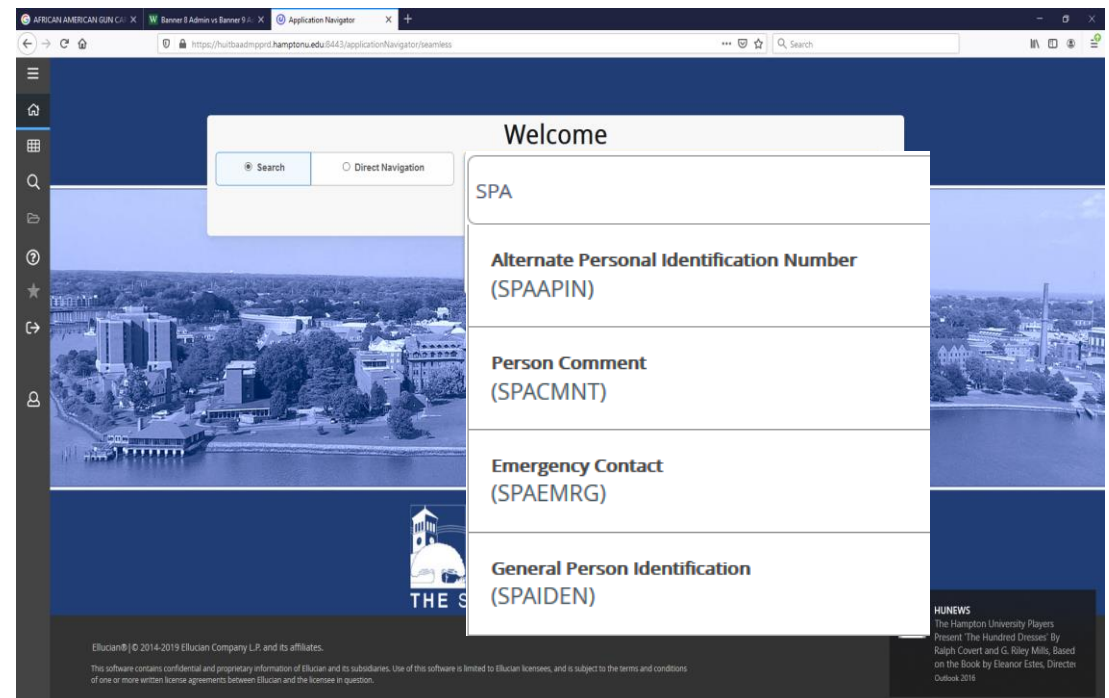 AFRICAN AMERICAN GUN CA
Banner 8 Admin vs Banner 9 A
Application Navigator
https://huitbaadmpprd.hamptonu.edu:8443/applicationNavigator/seamless
Search
Welcome
Search
Direct Navigation
SPA
Alternate Personal Identification Number
(SPAAPIN)
Person Comment
(SPACMNT)
Emergency Contact
(SPAEMRG)
General Person Identification
(SPAIDEN)
THE S
HUNEWS
The Hampton University Players
Present 'The Hundred Dresses' By
Ralph Covert and G. Riley Mills, Based
on the Book by Eleanor Estes, Directe
Outlook 2016
Ellucian® | © 2014-2019 Ellucian Company L.P. and its affiliates.
This software contains confidential and proprietary information of Ellucian and its subsidiaries. Use of this software is limited to Ellucian licensees, and is subject to the terms and conditions
of one or more written license agreements between Ellucian and the licensee in question.